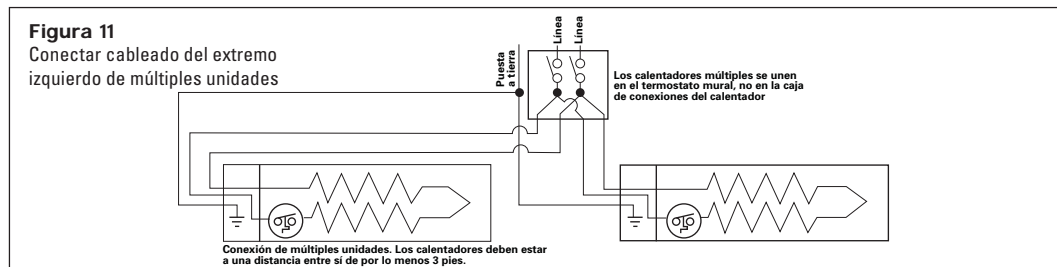 Figura 11
Conectar cableado del extremo
izquierdo de múltiples unidades
Puesta
a tierra
Línea
Línea
Los calentadores múltiples se unen
en el termostato mural, no en la caja
de conexiones del calentador
Conexión de múltiples unidades. Los calentadores deben estar
a una distancia entre sí de por lo menos 3 pies.